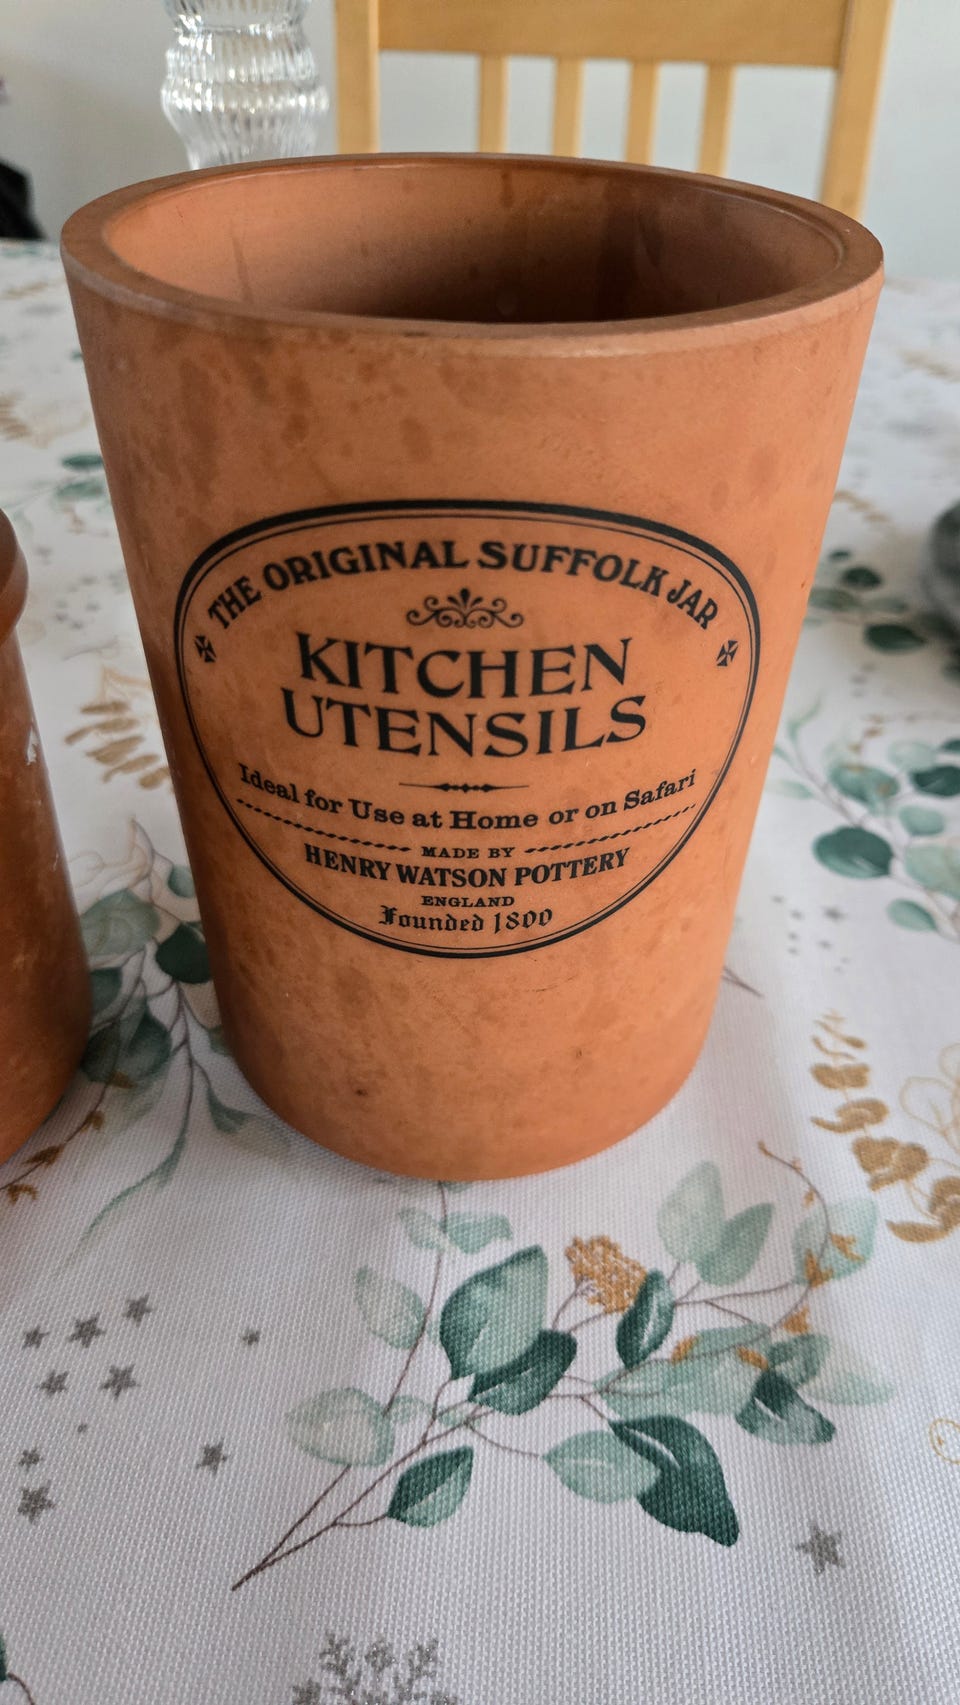 THE ORIGINAL SUFFOLK JAR
KITCHEN
UTENSILS
Ideal for Use at Home or on Safari
MADE BY
HENRY WATSON POTTERY
ENGLAND
Founded 1800